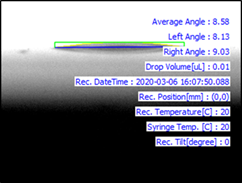 Average Angle : 8.58
Left Angle : 8.13
Right Angle : 9.03
Drop Volume[uL] : 0.01
Rec. DateTime : 2020-03-06 16:07:50.088
Rec. Position[mm] : (0,0)
Rec. Temperature[C] : 20
Syringe Temp. [C] : 20
Rec. Tilt[degree] : 0